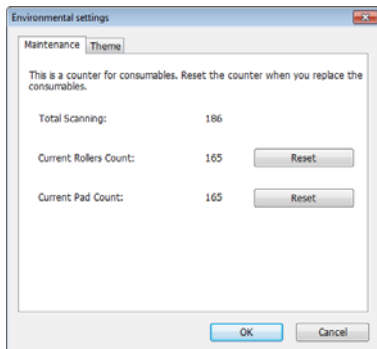 Environmental settings
Maintenance Theme
This is a counter for consumables. Reset the counter when you replace the
consumables.
Total Scanning: 186
Current Rollers Count: 165 Reset
Current Pad Count: 165 Reset
OK Cancel